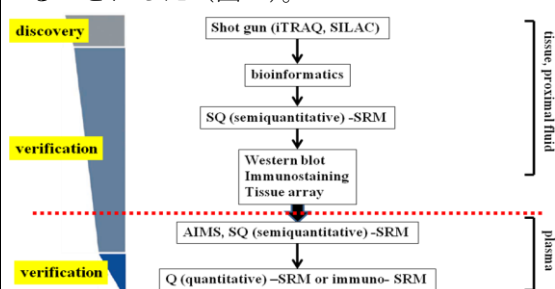 discovery
Shot gun (iTRAQ, SILAC)
bioinformatics
SQ (semiquantitative) -SRM
verification
Western blot
Immunostaining
Tissue array
tissue, proximal fluid
AIMS, SQ (semiquantitative) -SRM
verification
Q (quantitative) –SRM or immuno- SRM
plasma